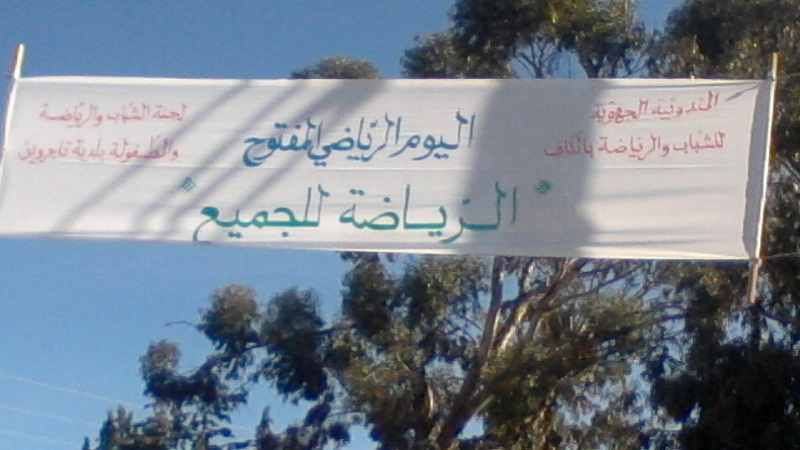 المندوبية الجهوية
للشباب والرياضة بالكاف
اليوم الرياضي المفتوح
* الرياضة للجميع *
لجنة الشباب والرياضة
والطفولة بلدية تاجروين